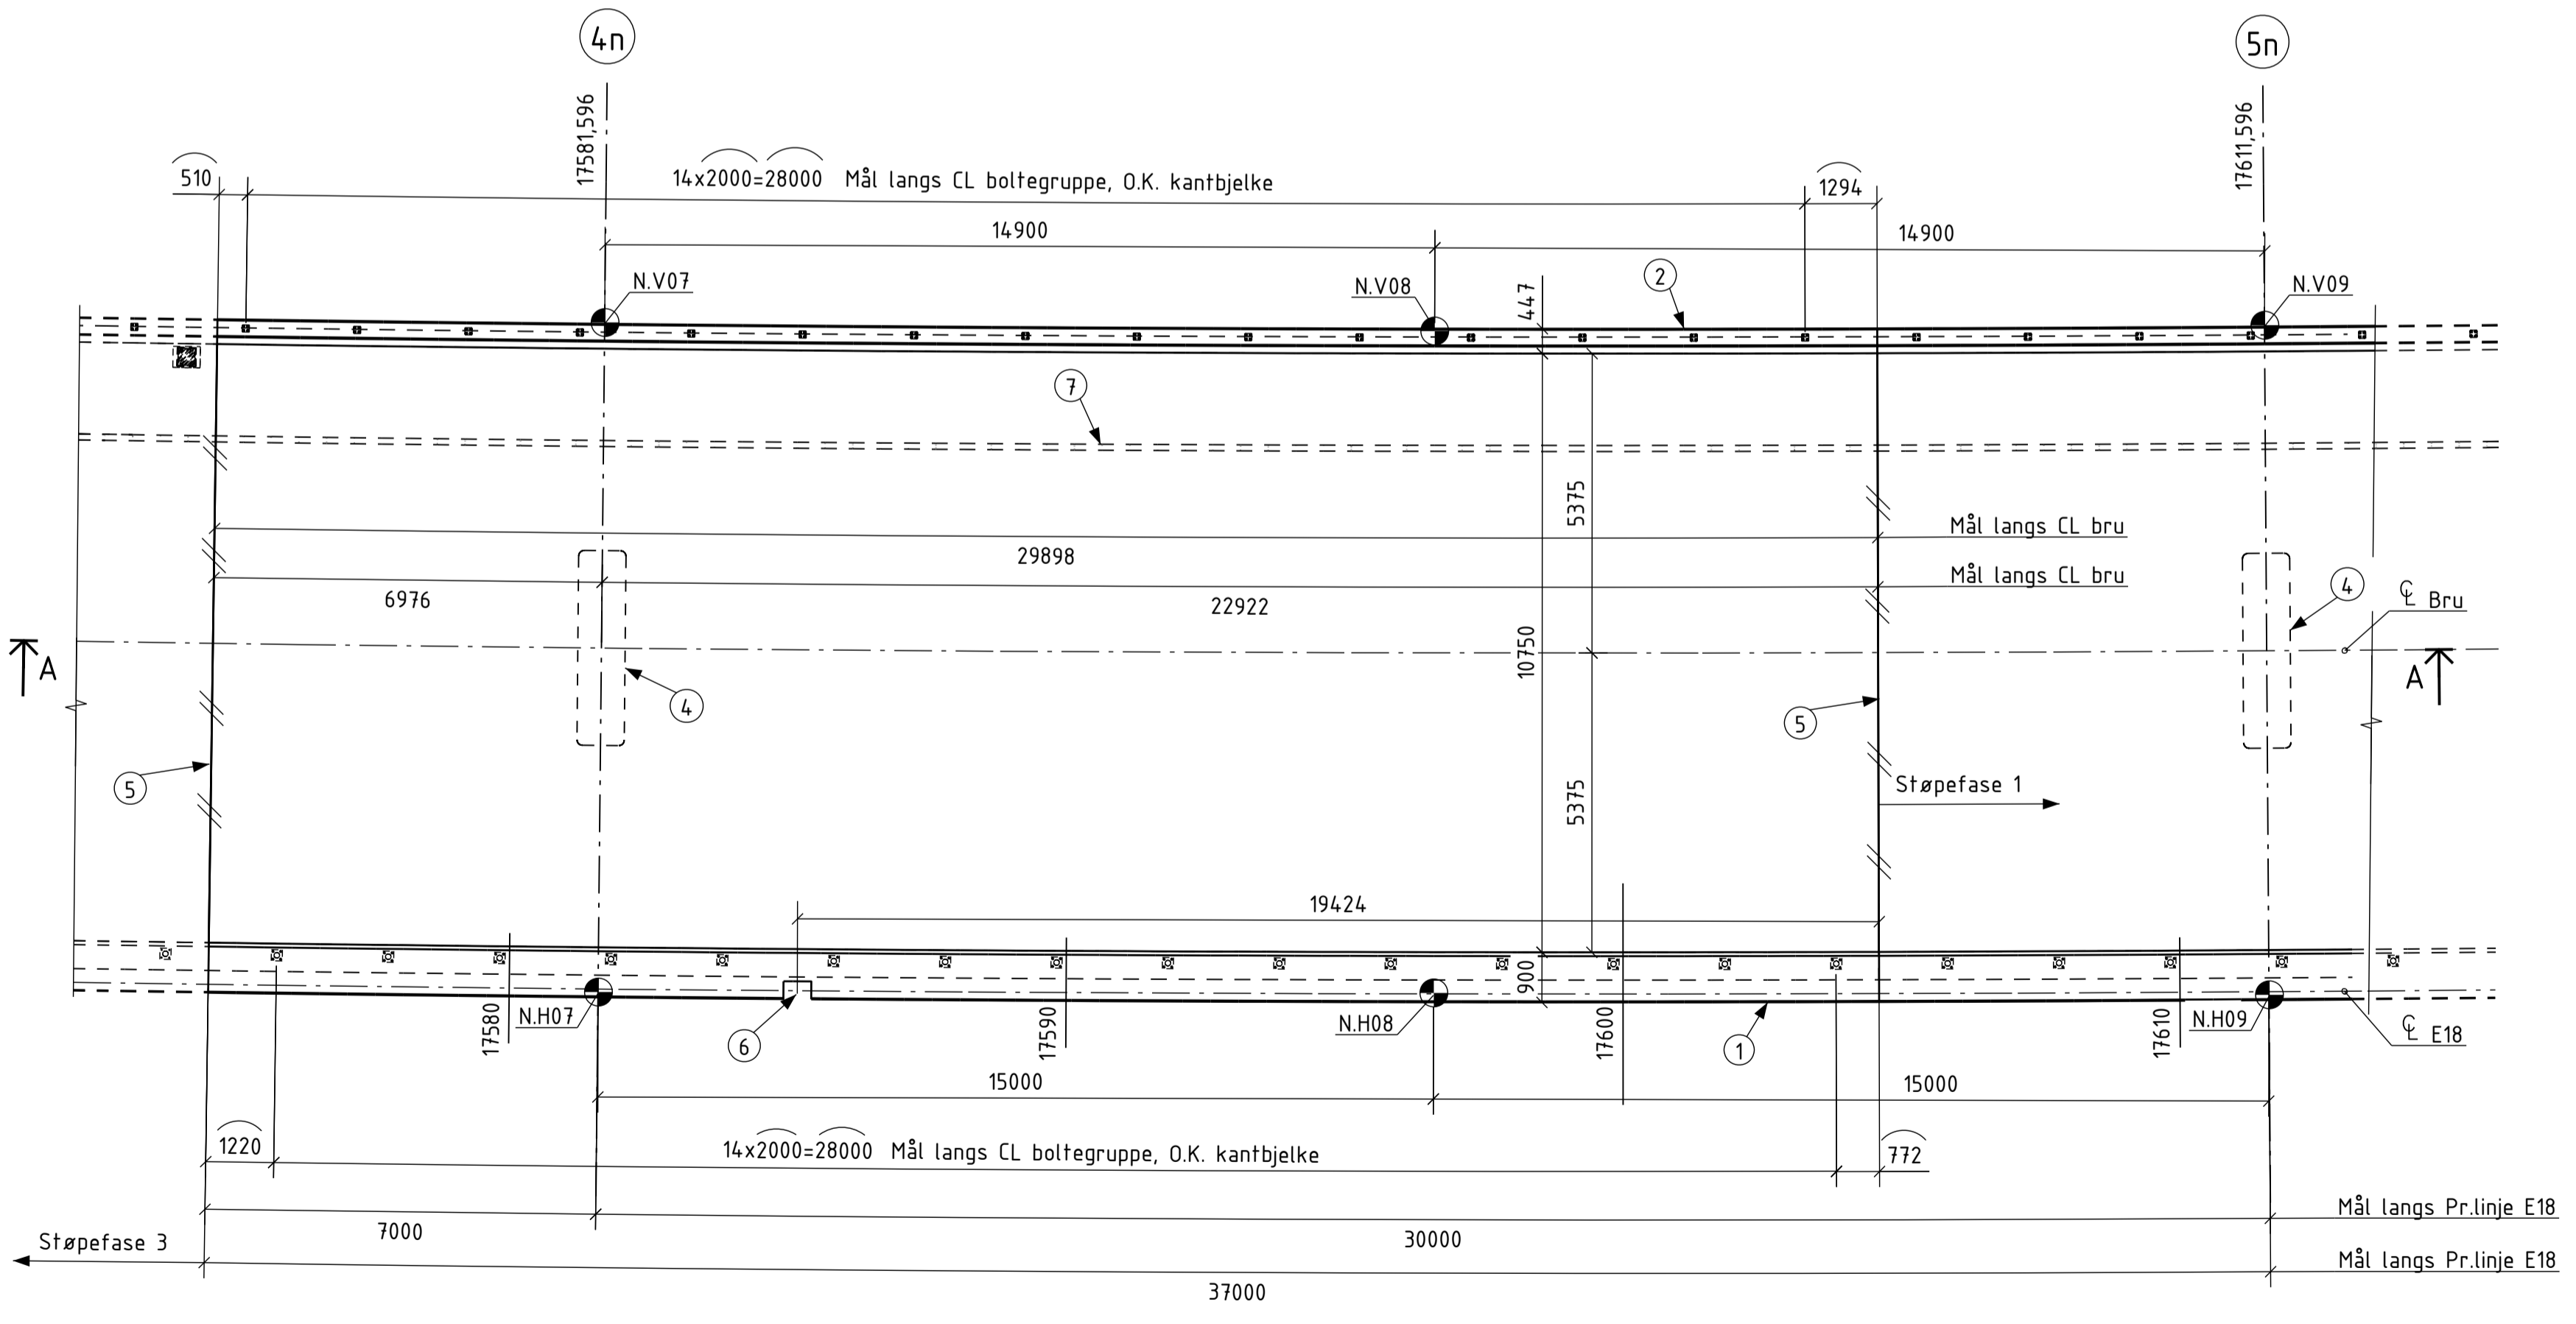 4n
5n
17581,596
17611,596
510
14x2000=28000 Mål langs CL boltegruppe, O.K. kantbjelke
1294
14900
14900
N.V07
N.V08
447
2
N.V09
7
5375
Mål langs CL bru
29898
Mål langs CL bru
6976
22922
4
℄ Bru
10750
A
A
4
5
5
Støpefase 1
5375
19424
900
17580
N.H07
6
17590
N.H08
17600
1
17610
N.H09
℄ E18
15000
15000
1220
14x2000=28000 Mål langs CL boltegruppe, O.K. kantbjelke
772
7000
30000
Mål langs Pr.linje E18
Støpefase 3
37000
Mål langs Pr.linje E18